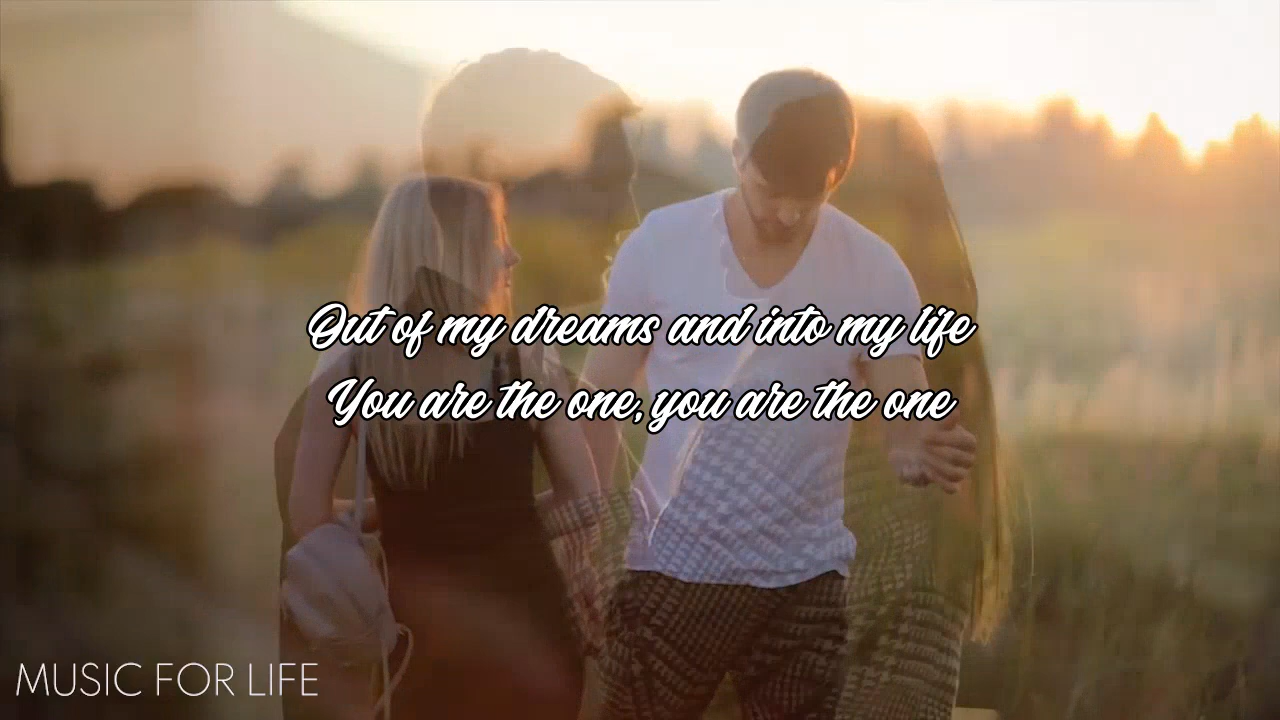 Out of my dreams and into my life
You are the one, you are the one
MUSIC FOR LIFE